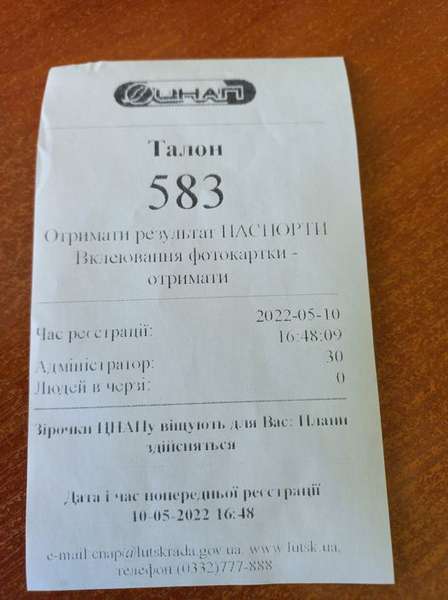 ЦНАП
Талон
583
Отримати результат ПАСПОРТИ
Вклеювання фотокартки -
отримати
2022-05-10
Час реєстрації: 16:48:09
Адміністратор: 30
Людей в черзі: 0
Зірочки ЦНАПу віщують для Вас: Плани
здійсняться
Дата і час попередньої реєстрації
10-05-2022 16:48
e-mail:cnap@lutskrada.gov.ua, www.lutsk.ua,
телефон (0332)777-888